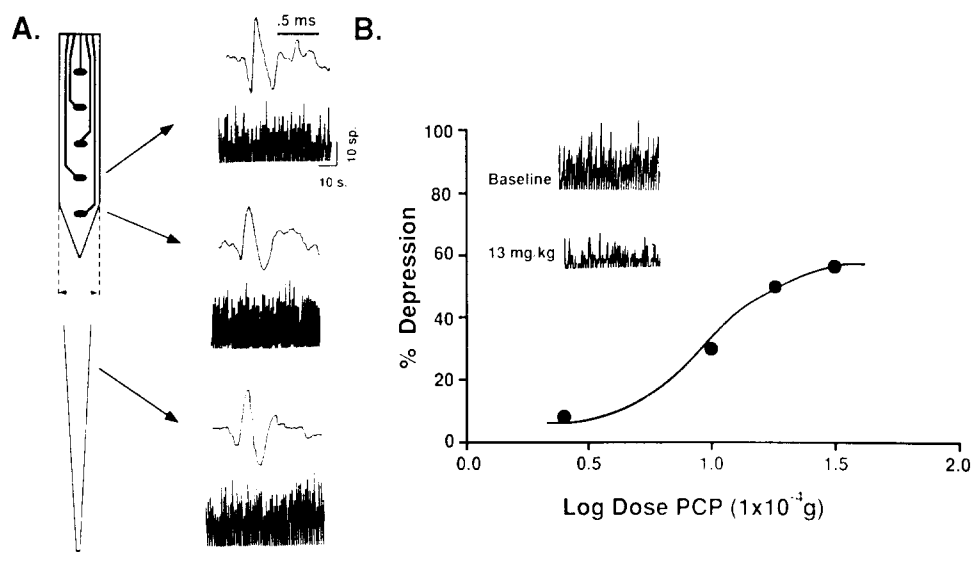 A.
.5 ms
10 sp.
10 s.
B.
100
80
60
40
20
0
% Depression
Baseline
13 mg.kg
0.0
0.5
1.0
1.5
2.0
Log Dose PCP (1x10⁻⁴g)